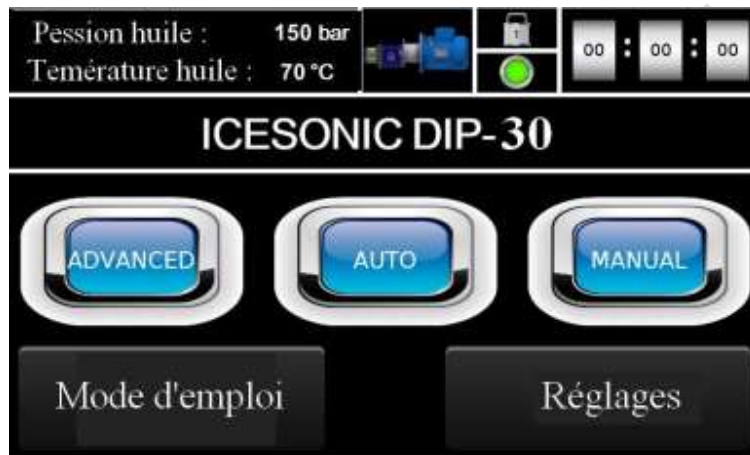 Pession huile : 150 bar
Temérature huile : 70 °C
00 : 00 : 00
ICESONIC DIP-30
ADVANCED AUTO MANUAL
Mode d'emploi Réglages